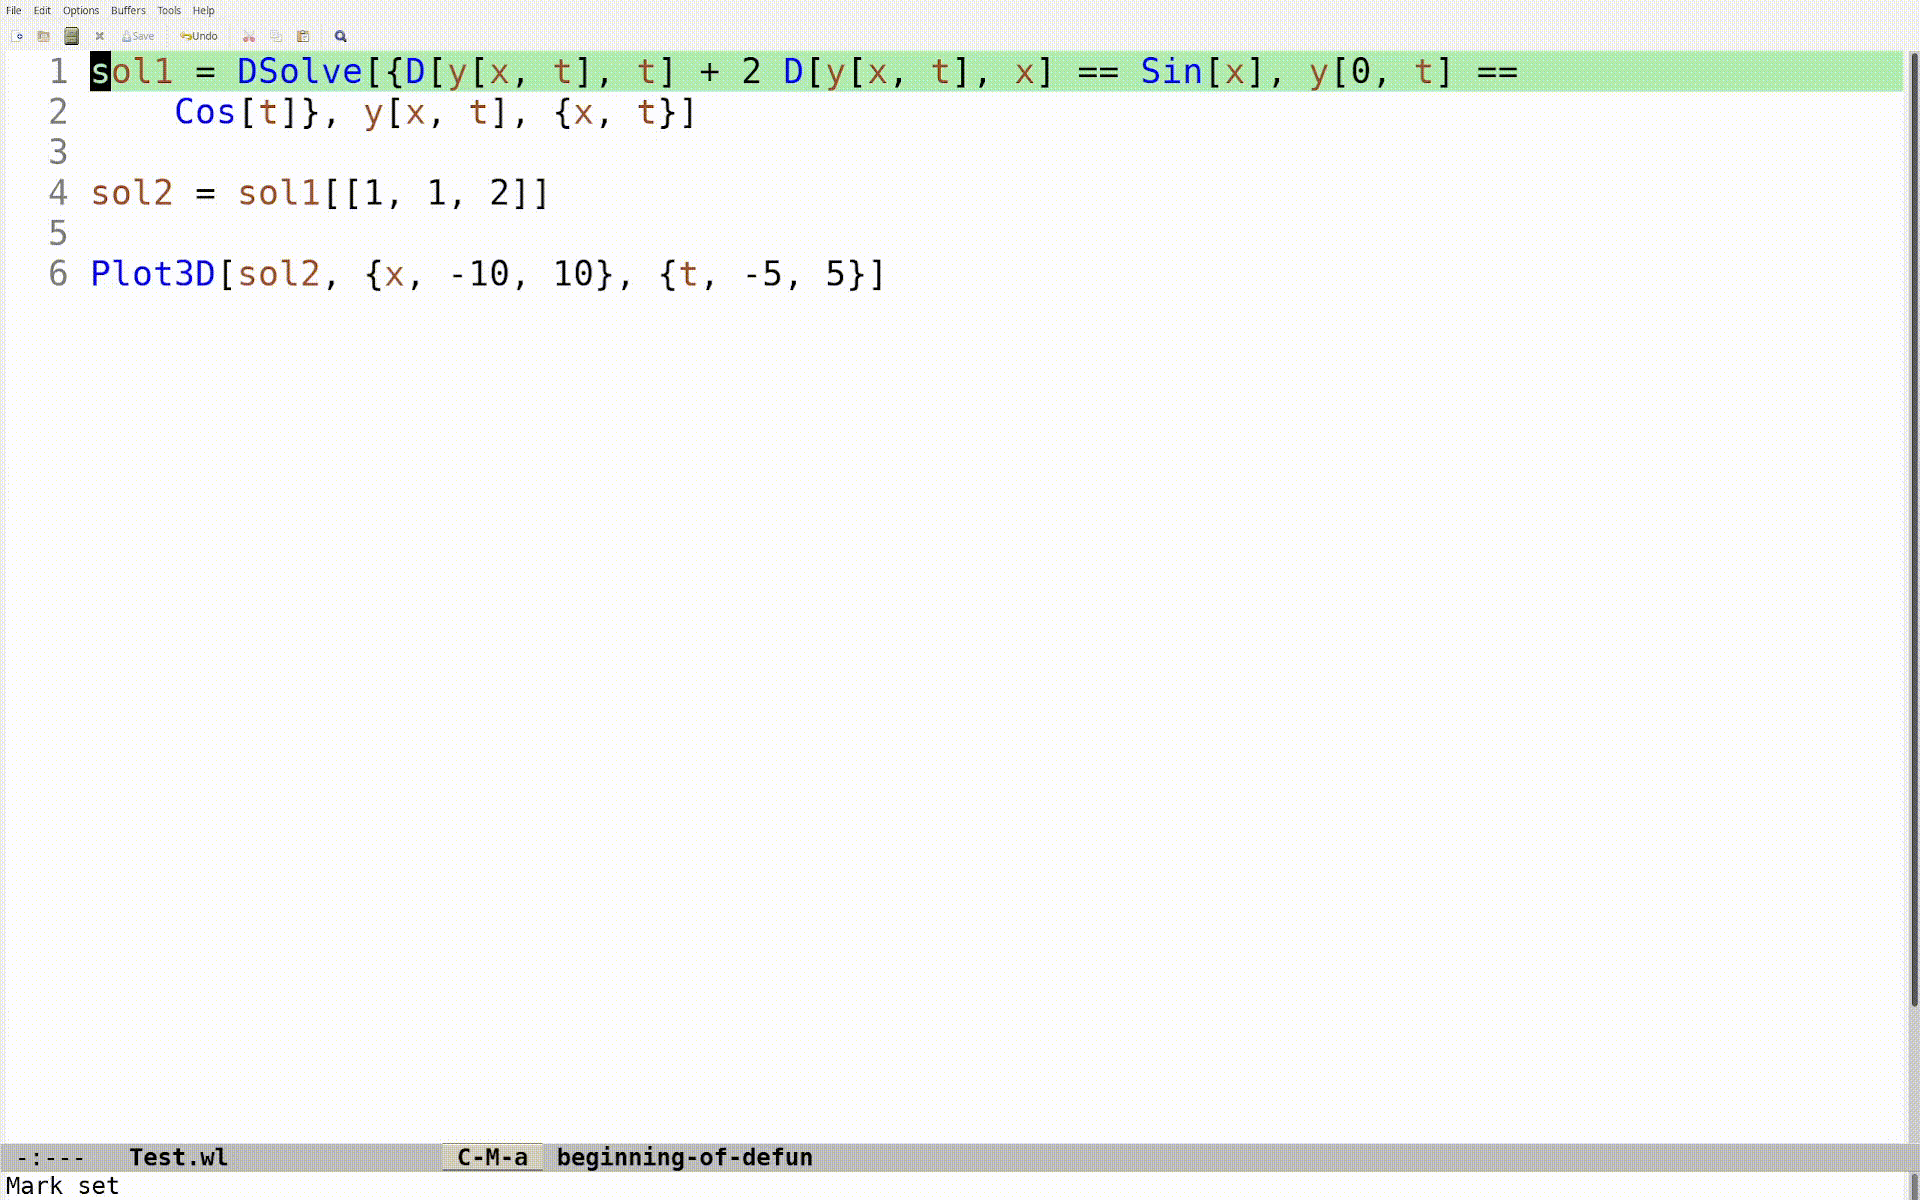 File Edit Options Buffers Tools Help
Save Undo
1 sol1 = DSolve[{D[y[x, t], t] + 2 D[y[x, t], x] == Sin[x], y[0, t] ==
2     Cos[t]}, y[x, t], {x, t}]
3
4 sol2 = sol1[[1, 1, 2]]
5
6 Plot3D[sol2, {x, -10, 10}, {t, -5, 5}]
-:--- Test.wl C-M-a beginning-of-defun
Mark set